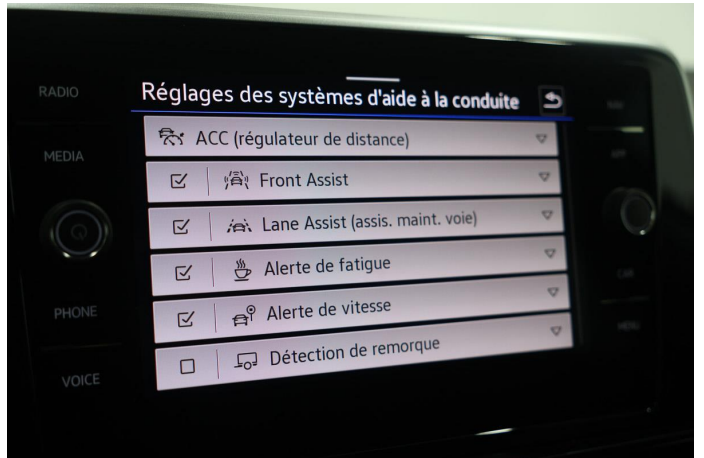 RADIO
MEDIA
PHONE
VOICE
Réglages des systèmes d'aide à la conduite
ACC (régulateur de distance)
Front Assist
Lane Assist (assis. maint. voie)
Alerte de fatigue
Alerte de vitesse
Détection de remorque
CAR
MENU